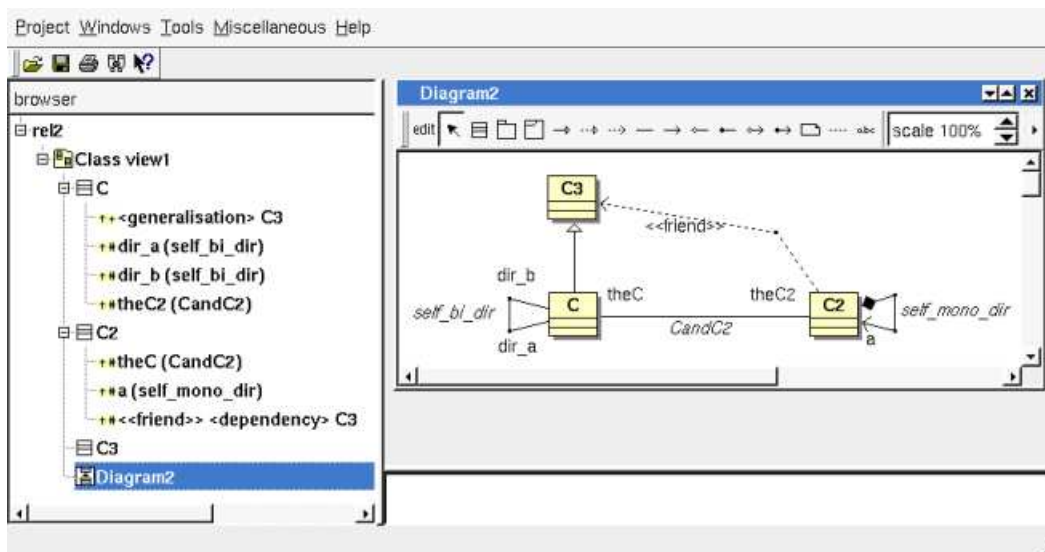 Project Windows Tools Miscellaneous Help
browser
rel2
Class view1
C
<generalisation> C3
dir_a (self_bi_dir)
dir_b (self_bi_dir)
theC2 (CandC2)
C2
theC (CandC2)
a (self_mono_dir)
<<friend>> <dependency> C3
C3
Diagram2
Diagram2
edit abc scale 100%
C3
<<friend>>
dir_b
theC theC2
self_bi_dir C C2 self_mono_dir
CandC2
dir_a a